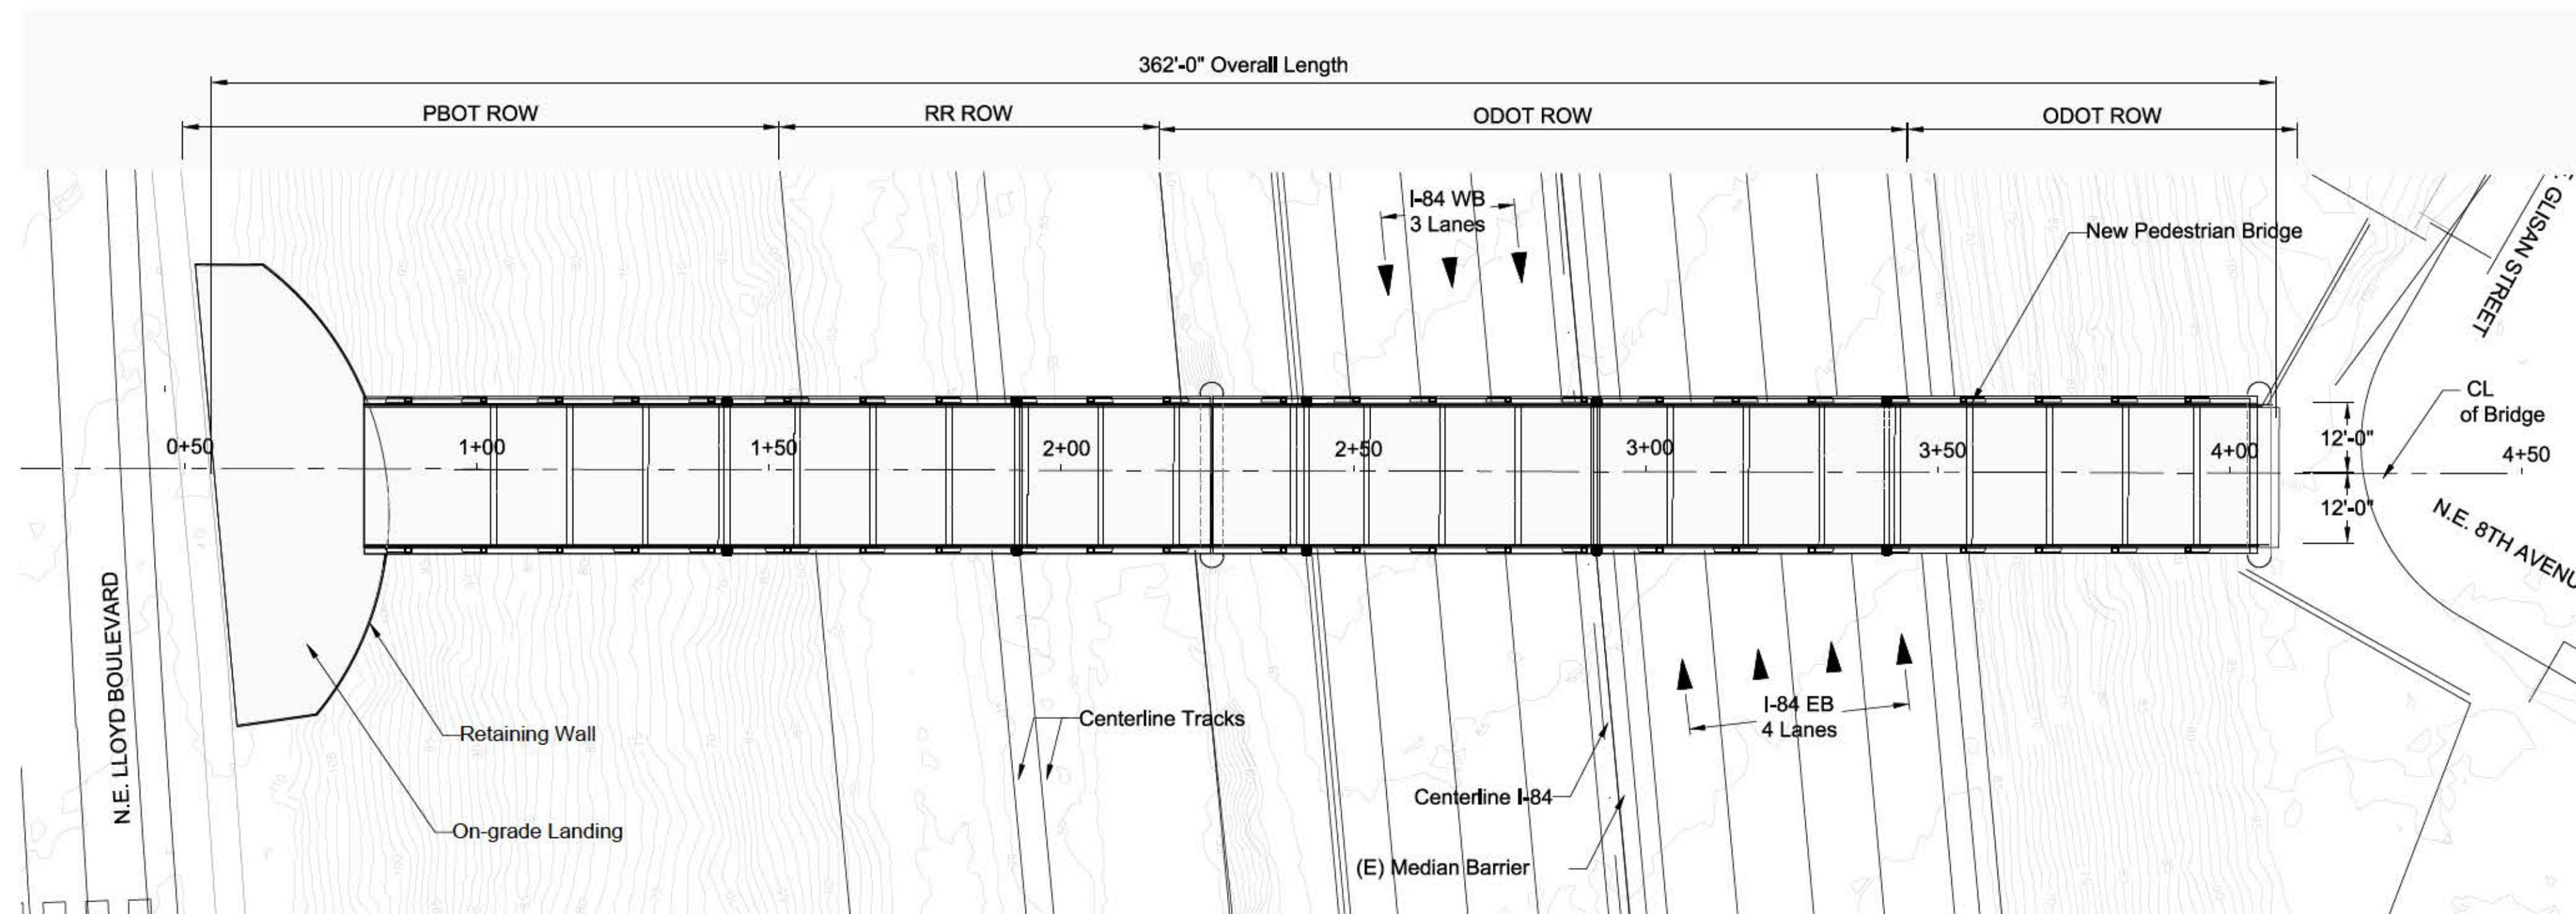 362'-0" Overall Length
PBOT ROW
RR ROW
ODOT ROW
ODOT ROW
I-84 WB
3 Lanes
New Pedestrian Bridge
GLISAN STREET
CL
of Bridge
0+50
1+00
1+50
2+00
2+50
3+00
3+50
4+00
4+50
12'-0"
12'-0"
N.E. 8TH AVENU
N.E. LLOYD BOULEVARD
Retaining Wall
On-grade Landing
Centerline Tracks
I-84 EB
4 Lanes
Centerline I-84
(E) Median Barrier